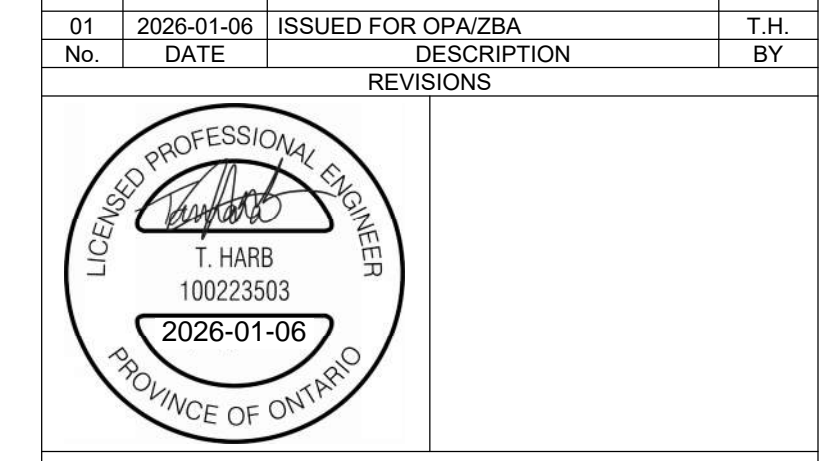 01 2026-01-06 ISSUED FOR OPA/ZBA T.H.
No. DATE DESCRIPTION BY
REVISIONS
LICENSED PROFESSIONAL ENGINEER
T. HARB
100223503
2026-01-06
PROVINCE OF ONTARIO